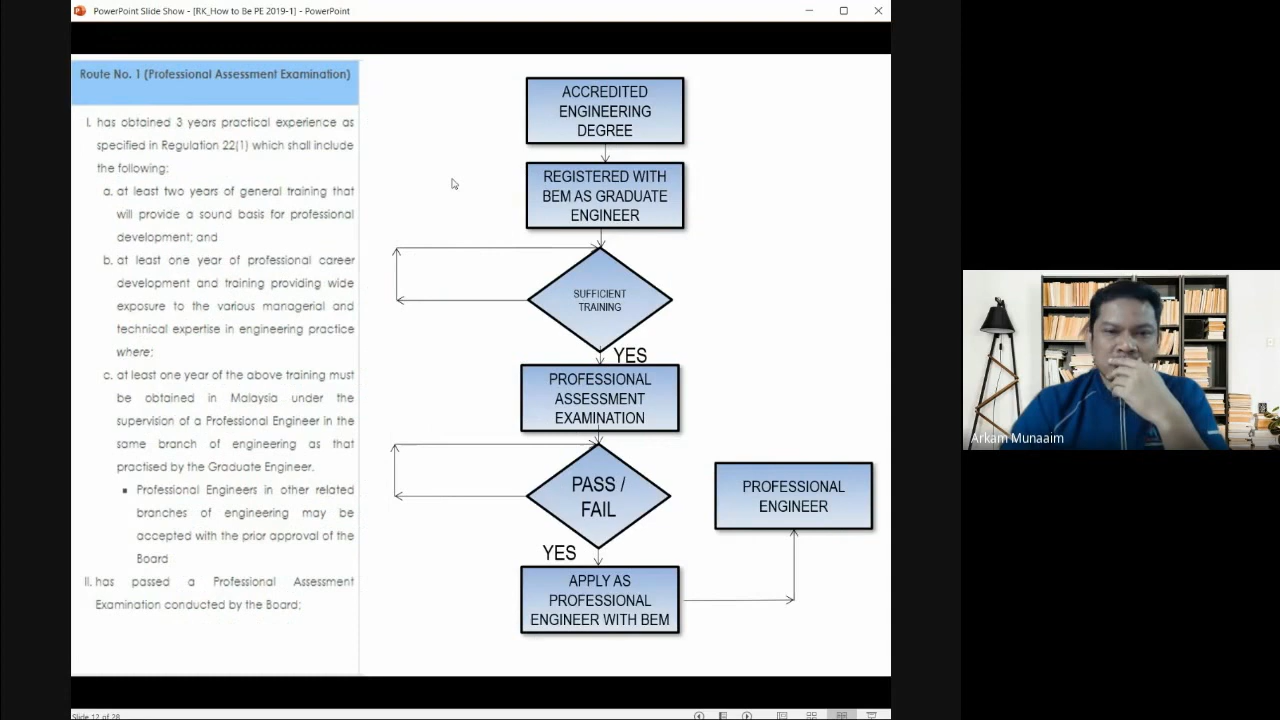 PowerPoint Slide Show - [RK_How to Be PE 2019-1] - PowerPoint
Route No. 1 (Professional Assessment Examination)
I. has obtained 3 years practical experience as
specified in Regulation 22(1) which shall include
the following:
a. at least two years of general training that
will provide a sound basis for professional
development; and
b. at least one year of professional career
development and training providing wide
exposure to the various managerial and
technical expertise in engineering practice
where;
c. at least one year of the above training must
be obtained in Malaysia under the
supervision of a Professional Engineer in the
same branch of engineering as that
practised by the Graduate Engineer.
▪ Professional Engineers in other related
branches of engineering may be
accepted with the prior approval of the
Board
II. has passed a Professional Assessment
Examination conducted by the Board;
ACCREDITED
ENGINEERING
DEGREE
REGISTERED WITH
BEM AS GRADUATE
ENGINEER
SUFFICIENT
TRAINING
YES
PROFESSIONAL
ASSESSMENT
EXAMINATION
PASS /
FAIL
YES
APPLY AS
PROFESSIONAL
ENGINEER WITH BEM
PROFESSIONAL
ENGINEER
Arkam Munaaim
Slide 12 of 28